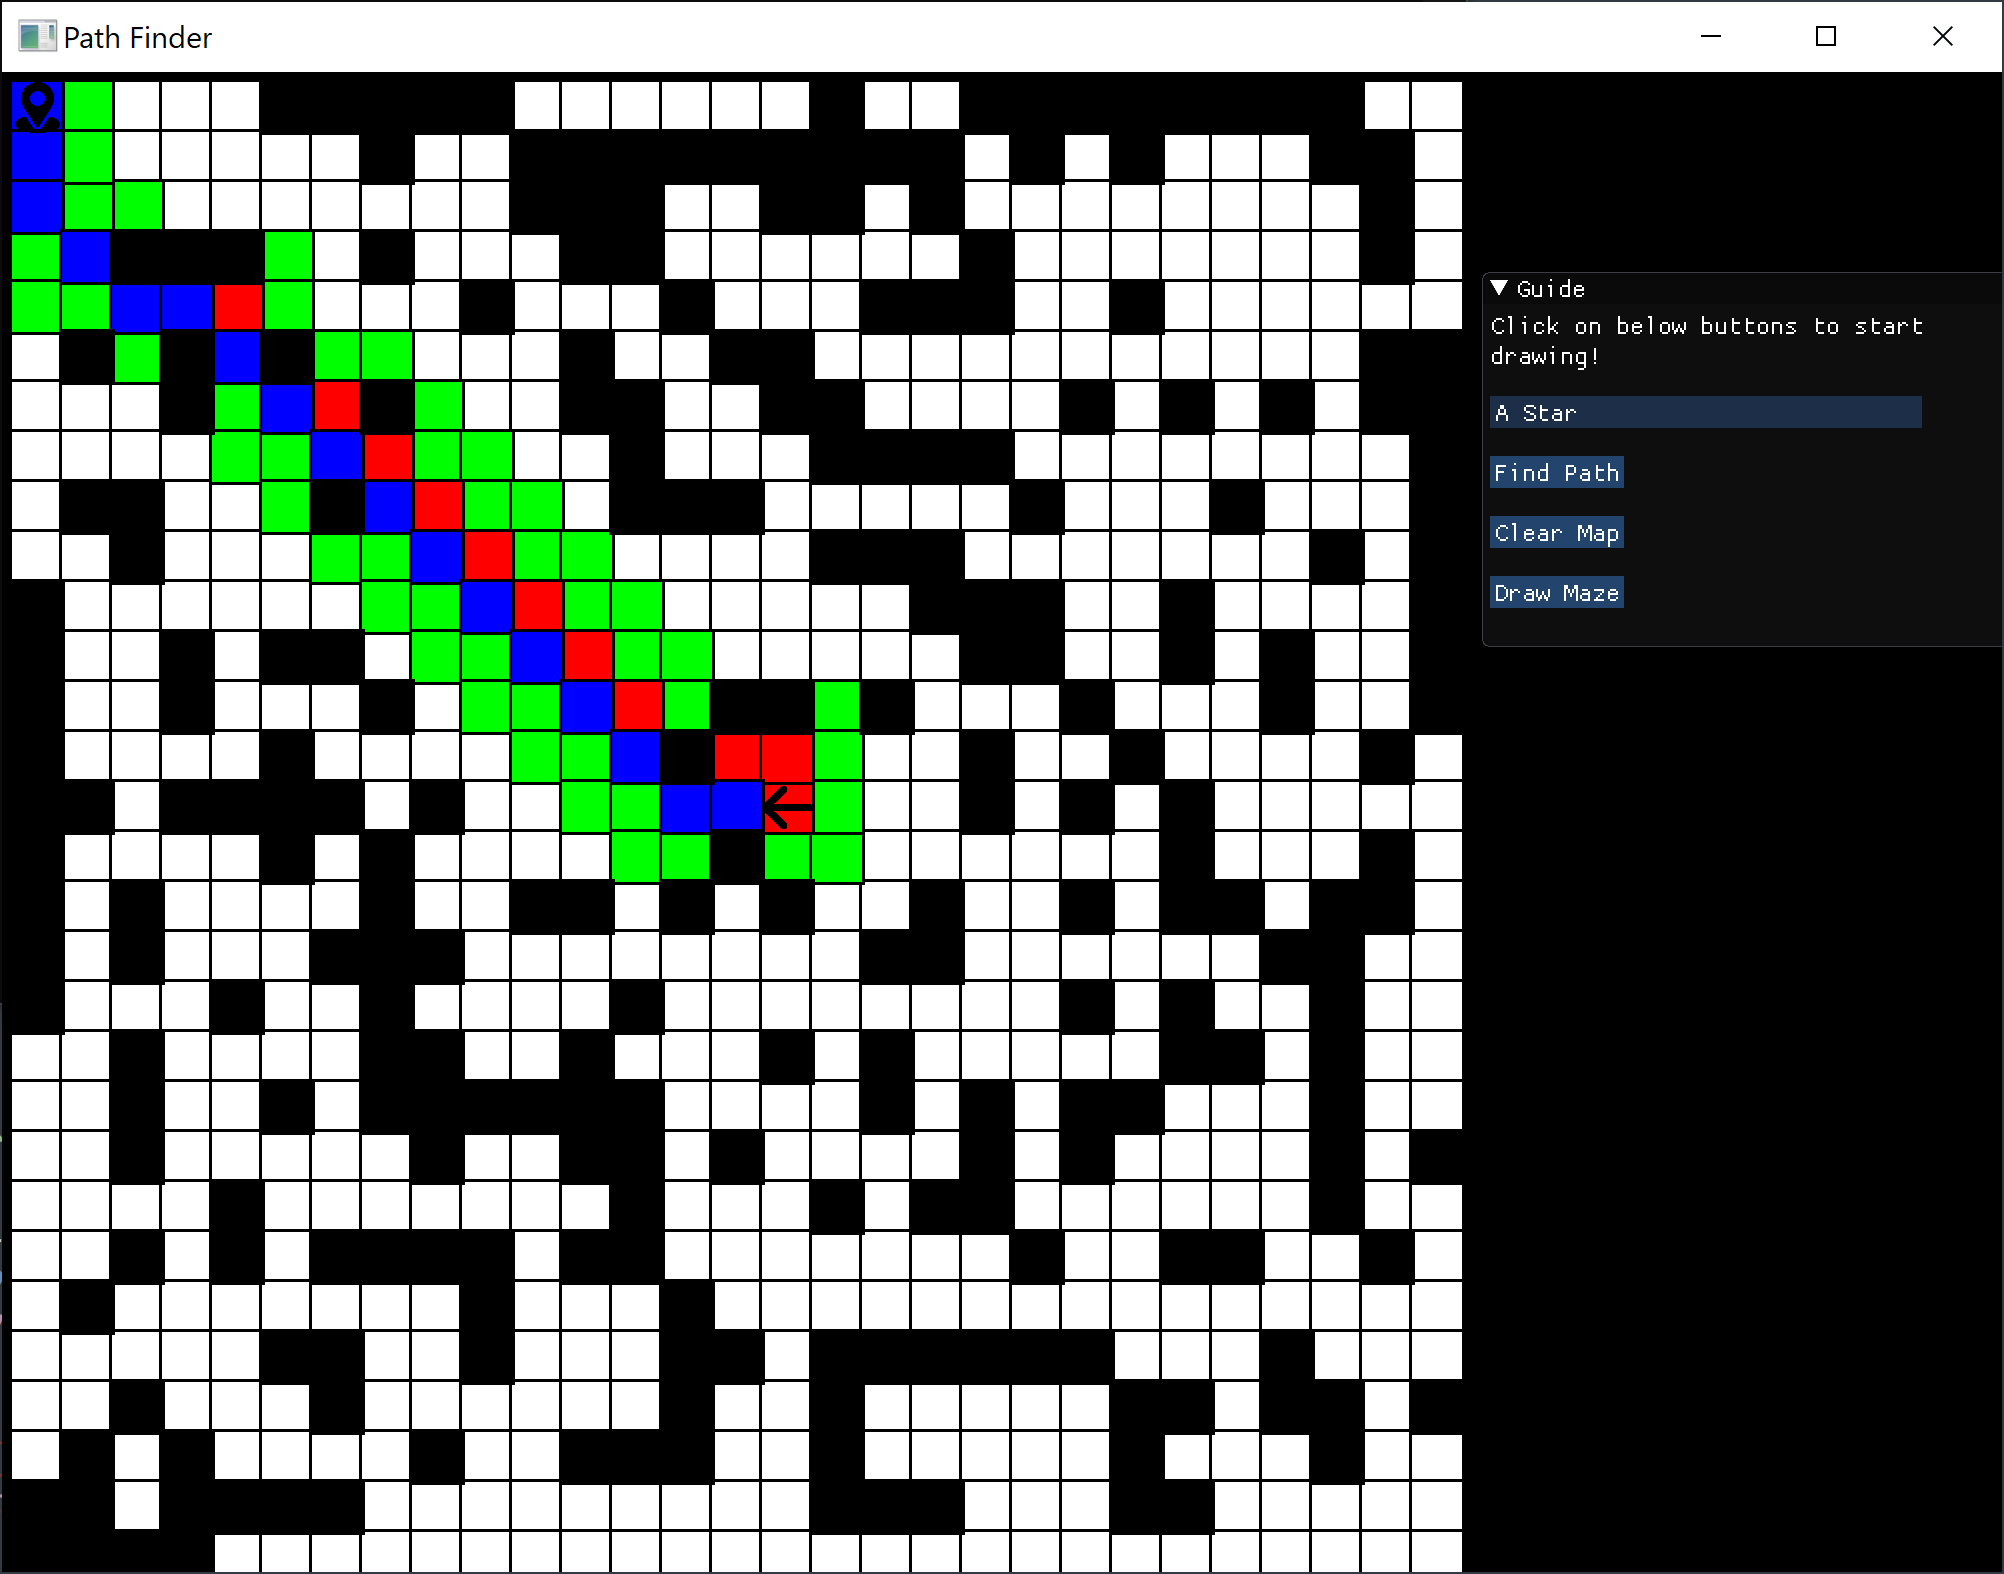 Path Finder
Guide
Click on below buttons to start
drawing!
A Star
Find Path
Clear Map
Draw Maze